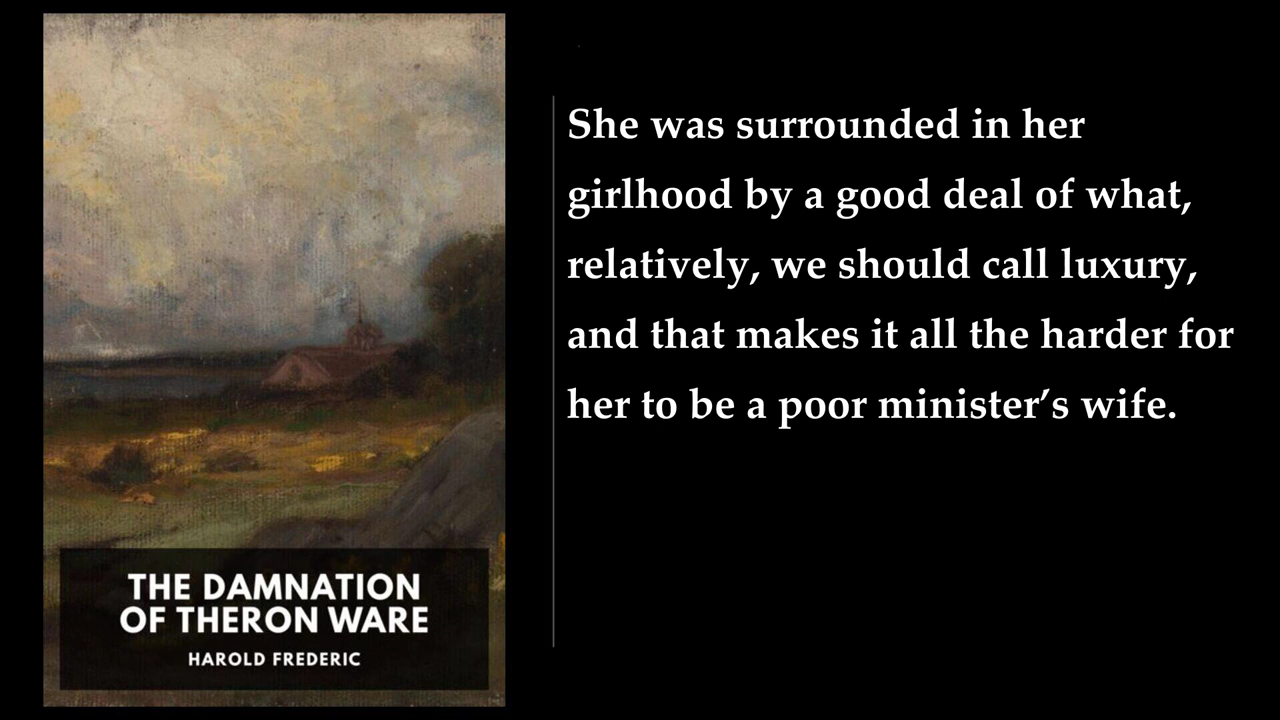 THE DAMNATION
OF THERON WARE
HAROLD FREDERIC
She was surrounded in her
girlhood by a good deal of what,
relatively, we should call luxury,
and that makes it all the harder for
her to be a poor minister’s wife.